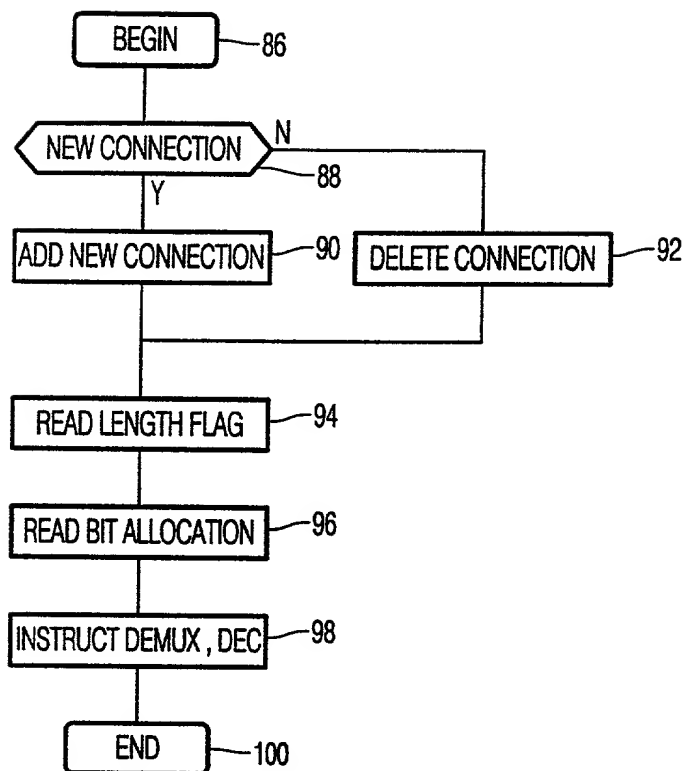 BEGIN
86
NEW CONNECTION
N
88
Y
ADD NEW CONNECTION
90
DELETE CONNECTION
92
READ LENGTH FLAG
94
READ BIT ALLOCATION
96
INSTRUCT DEMUX , DEC
98
END
100